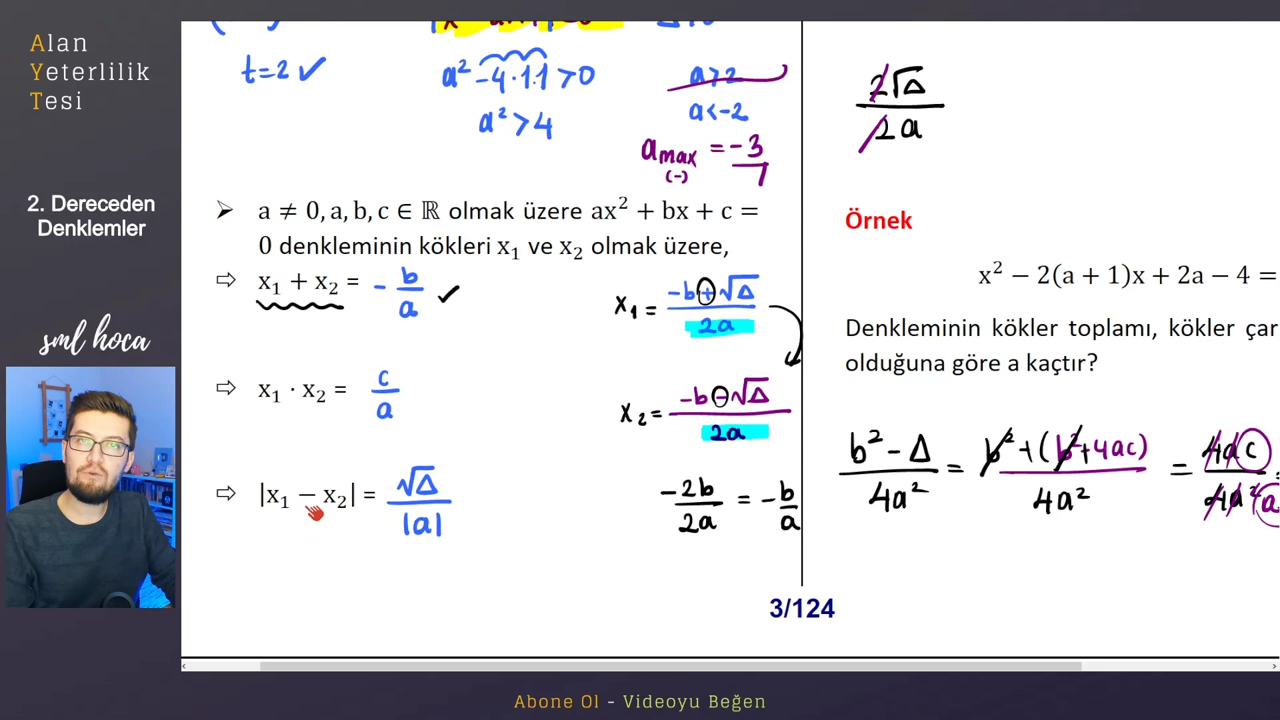 Alan
Yeterlilik
Tesi
2. Dereceden
Denklemler
sml hoca
t=2 ✓
a² -4·1·1 >0
a² >4
a>2
a<-2
a max = -3
(-)
2√Δ
2a
➢ a ≠ 0, a, b, c ∈ ℝ olmak üzere ax² + bx + c =
0 denkleminin kökleri x₁ ve x₂ olmak üzere,
⇨ x₁ + x₂ = - b/a ✓
⇨ x₁ · x₂ = c/a
⇨ |x₁ − x₂| = √Δ/|a|
x₁ = -b+√Δ
2a
x₂ = -b-√Δ
2a
-2b/2a = -b/a
3/124
Örnek
x² − 2(a + 1)x + 2a − 4 =
Denkleminin kökler toplamı, kökler çar
olduğuna göre a kaçtır?
b² - Δ/4a² = b² +(b²+4ac)/4a² = 4ac/4a² =
Abone Ol - Videoyu Beğen